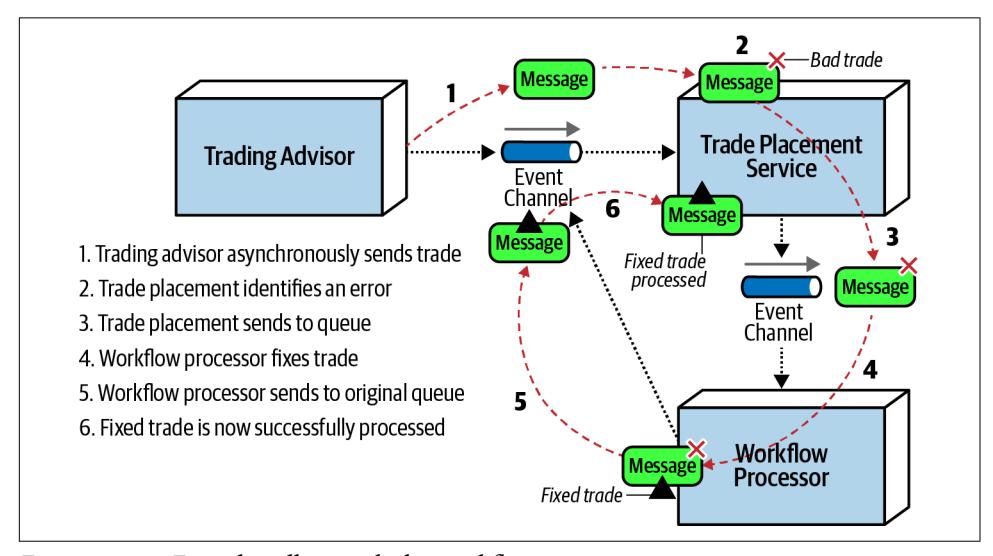 1
Message
2
Message
Bad trade
Trading Advisor
Event
Channel
Trade Placement
Service
6
Message
Message
Fixed trade
processed
3
Message
Event
Channel
1. Trading advisor asynchronously sends trade
2. Trade placement identifies an error
3. Trade placement sends to queue
4. Workflow processor fixes trade
5. Workflow processor sends to original queue
6. Fixed trade is now successfully processed
4
5
Message
Fixed trade
Workflow
Processor